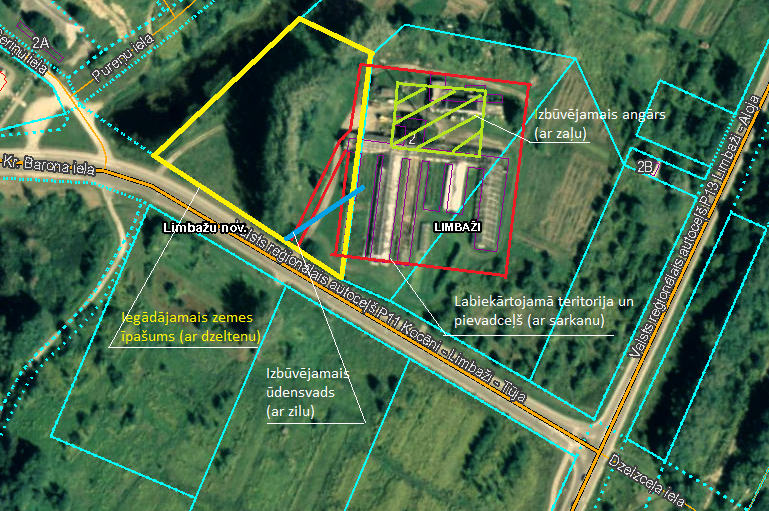 2A
Pureņu iela
Kr. Barona iela
Izbūvējamais angārs
(ar zaļu)
2
2B
Limbažu nov.
LIMBAŽI
Valsts reģionālais autoceļš P11 Kocēni - Limbaži - Tūja
Valsts reģionālais autoceļš P13 Limbaži - Aloja
Labiekārtojamā teritorija un
pievadceļš (ar sarkanu)
Iegādājamais zemes
īpašums (ar dzeltenu)
Izbūvējamais
ūdensvads
(ar zilu)
Dzelzceļa iela